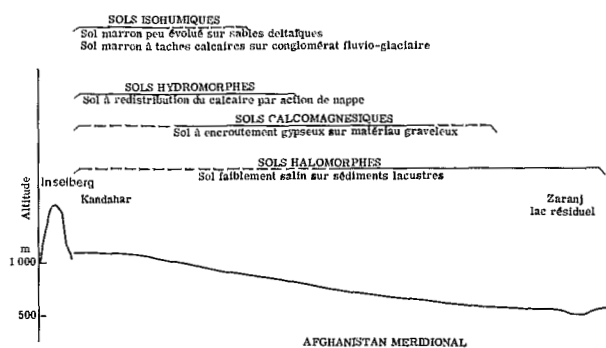 SOLS ISOHUMIQUES
Sol marron peu évolué sur sables deltaïques
Sol marron à taches calcaires sur conglomérat fluvio-glaciaire
SOLS HYDROMORPHES
Sol à redistribution du calcaire par action de nappe
SOLS CALCOMAGNESIQUES
Sol à encroutement gypseux sur matériau graveleux
SOLS HALOMORPHES
Sol faiblement salin sur sédiments lacustres
Altitude
Inselberg
Kandahar
Zaranj
lac résiduel
m
1 000
500
AFGHANISTAN MERIDIONAL